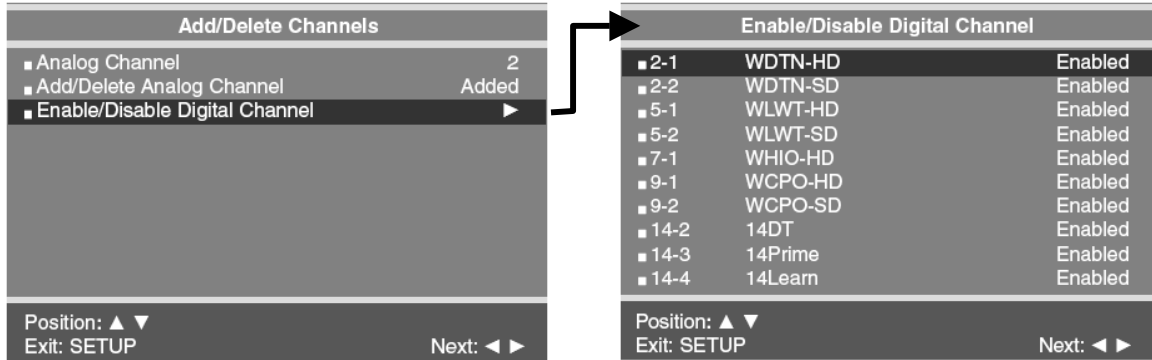 Add/Delete Channels
■ Analog Channel 2
■ Add/Delete Analog Channel Added
■ Enable/Disable Digital Channel ►
Position: ▲ ▼
Exit: SETUP Next: ◄ ►
Enable/Disable Digital Channel
■ 2-1 WDTN-HD Enabled
■ 2-2 WDTN-SD Enabled
■ 5-1 WLWT-HD Enabled
■ 5-2 WLWT-SD Enabled
■ 7-1 WHIO-HD Enabled
■ 9-1 WCPO-HD Enabled
■ 9-2 WCPO-SD Enabled
■ 14-2 14DT Enabled
■ 14-3 14Prime Enabled
■ 14-4 14Learn Enabled
Position: ▲ ▼
Exit: SETUP Next: ◄ ►